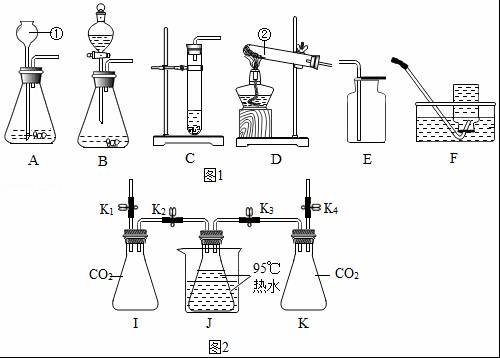 ① ②
A B C D E F
图1
K₁ K₂ K₃ K₄
CO₂ 95℃ CO₂
热水
I J K
图2